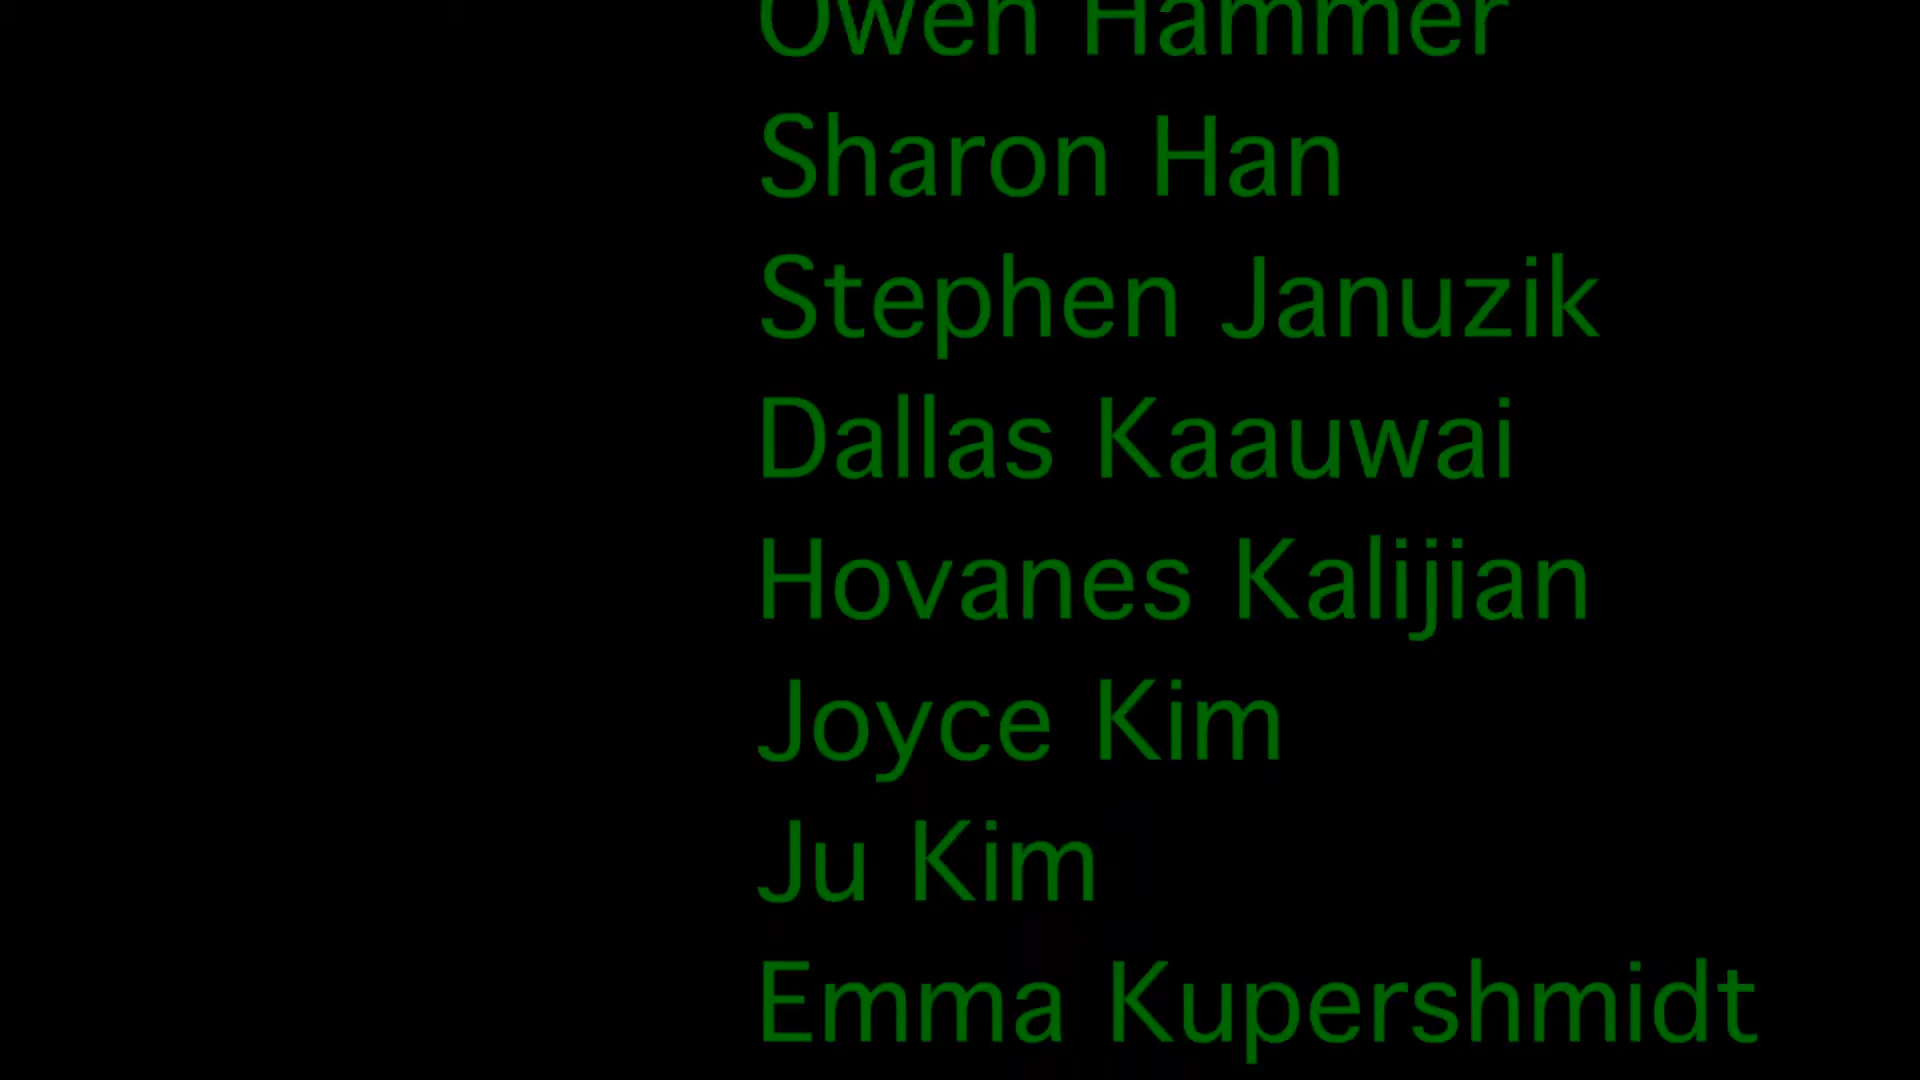 Owen Hammer
Sharon Han
Stephen Januzik
Dallas Kaauwai
Hovanes Kalijian
Joyce Kim
Ju Kim
Emma Kupershmidt